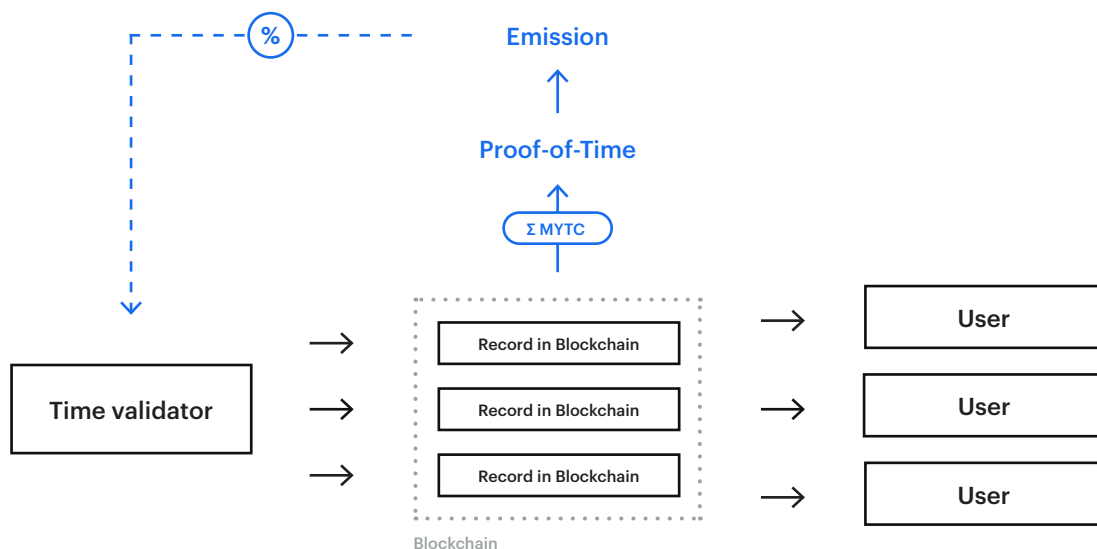 %
Emission
Proof-of-Time
Σ MYTC
Time validator
Record in Blockchain
Record in Blockchain
Record in Blockchain
User
User
User
Blockchain